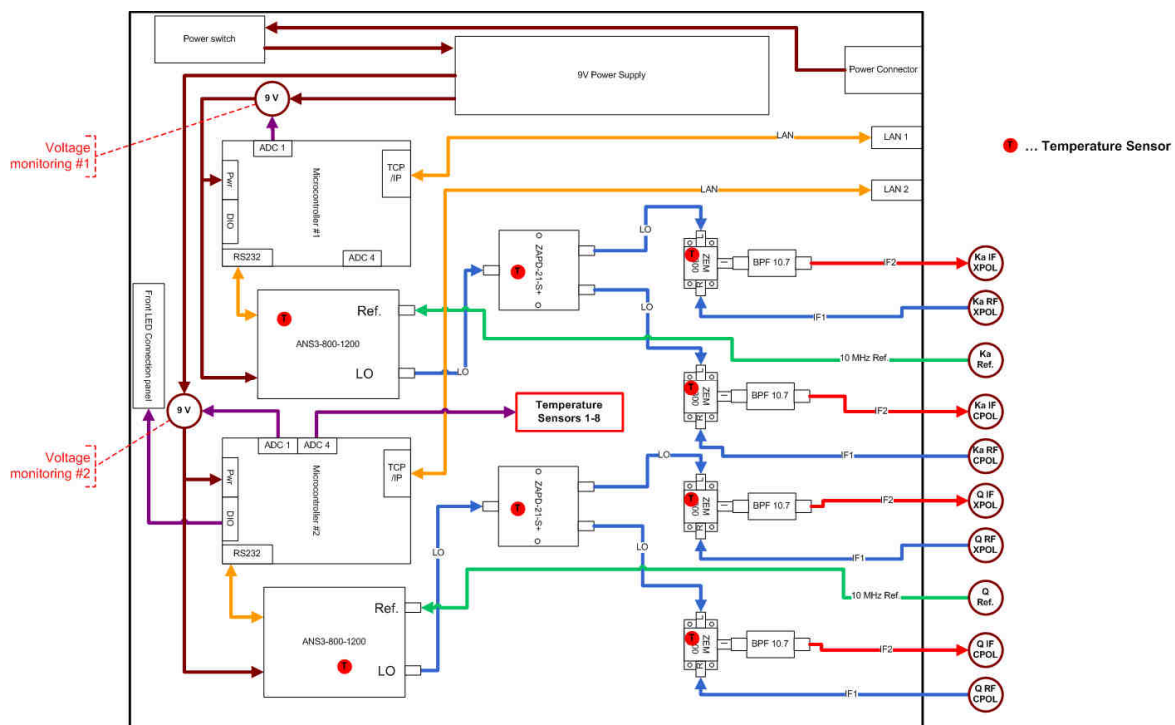 Power switch
9V Power Supply
Power Connector
9 V
Voltage
monitoring #1
ADC 1
LAN
LAN 1
TCP
/IP
T ... Temperature Sensor
Pwr
Microcontroller #1
LAN
LAN 2
DIO
RS232
ADC 4
LO
ZAPD-21-S+
T
L
T
ZEM
R
I
BPF 10.7
IF2
Ka IF
XPOL
LO
IF1
Ka RF
XPOL
Front LED Connection panel
T
Ref.
ANS3-800-1200
LO
LO
10 MHz Ref.
Ka
Ref.
L
T
ZEM
R
I
BPF 10.7
IF2
Ka IF
CPOL
9 V
Temperature
Sensors 1-8
IF1
Ka RF
CPOL
Voltage
monitoring #2
ADC 1
ADC 4
TCP
/IP
Pwr
Microcontroller #2
DIO
RS232
LO
ZAPD-21-S+
T
L
T
ZEM
R
I
BPF 10.7
IF2
Q IF
XPOL
LO
LO
IF1
Q RF
XPOL
Ref.
ANS3-800-1200
T
LO
10 MHz Ref.
Q
Ref.
L
T
ZEM
R
I
BPF 10.7
IF2
Q IF
CPOL
IF1
Q RF
CPOL